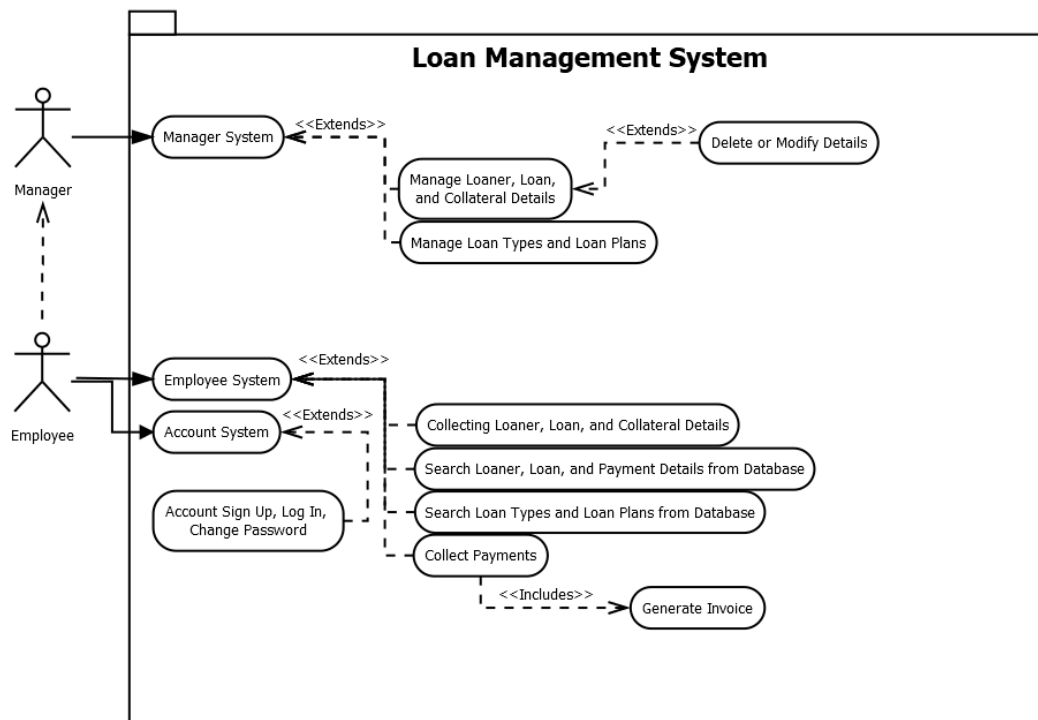 Loan Management System
<<Extends>>
<<Extends>>
Manager System
Delete or Modify Details
Manager
Manage Loaner, Loan,
and Collateral Details
Manage Loan Types and Loan Plans
<<Extends>>
Employee System
<<Extends>>
Account System
Employee
Collecting Loaner, Loan, and Collateral Details
Search Loaner, Loan, and Payment Details from Database
Account Sign Up, Log In,
Change Password
Search Loan Types and Loan Plans from Database
Collect Payments
<<Includes>>
Generate Invoice